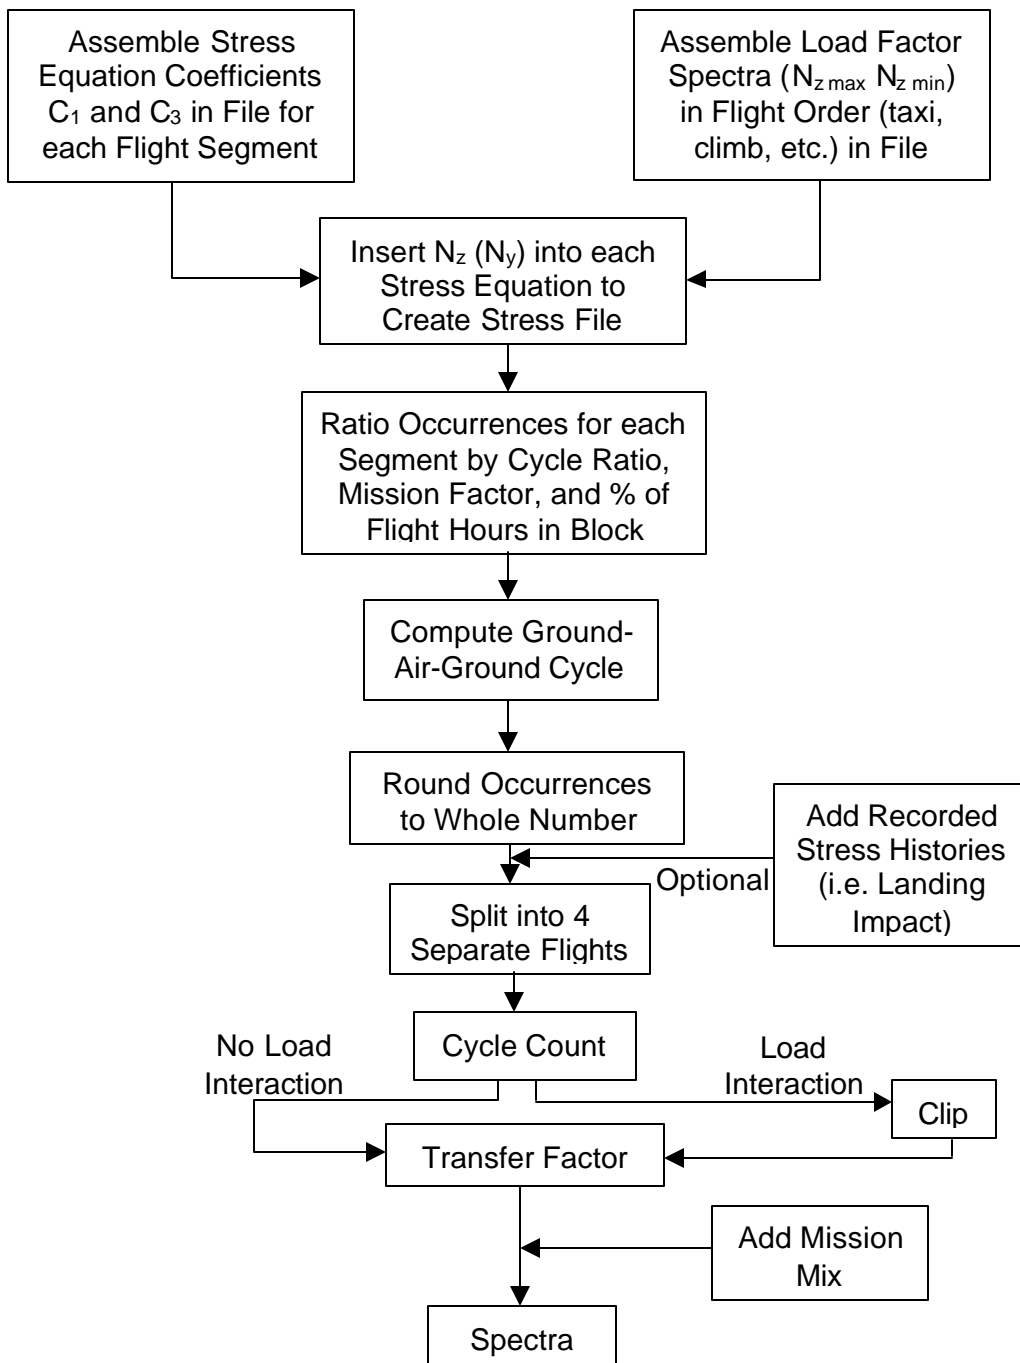 Assemble Stress
Equation Coefficients
C₁ and C₃ in File for
each Flight Segment
Assemble Load Factor
Spectra (N_z max N_z min)
in Flight Order (taxi,
climb, etc.) in File
Insert N_z (N_y) into each
Stress Equation to
Create Stress File
Ratio Occurrences for each
Segment by Cycle Ratio,
Mission Factor, and % of
Flight Hours in Block
Compute Ground-
Air-Ground Cycle
Round Occurrences
to Whole Number
Add Recorded
Stress Histories
(i.e. Landing
Impact)
Optional
Split into 4
Separate Flights
Cycle Count
No Load
Interaction
Load
Interaction
Clip
Transfer Factor
Add Mission
Mix
Spectra